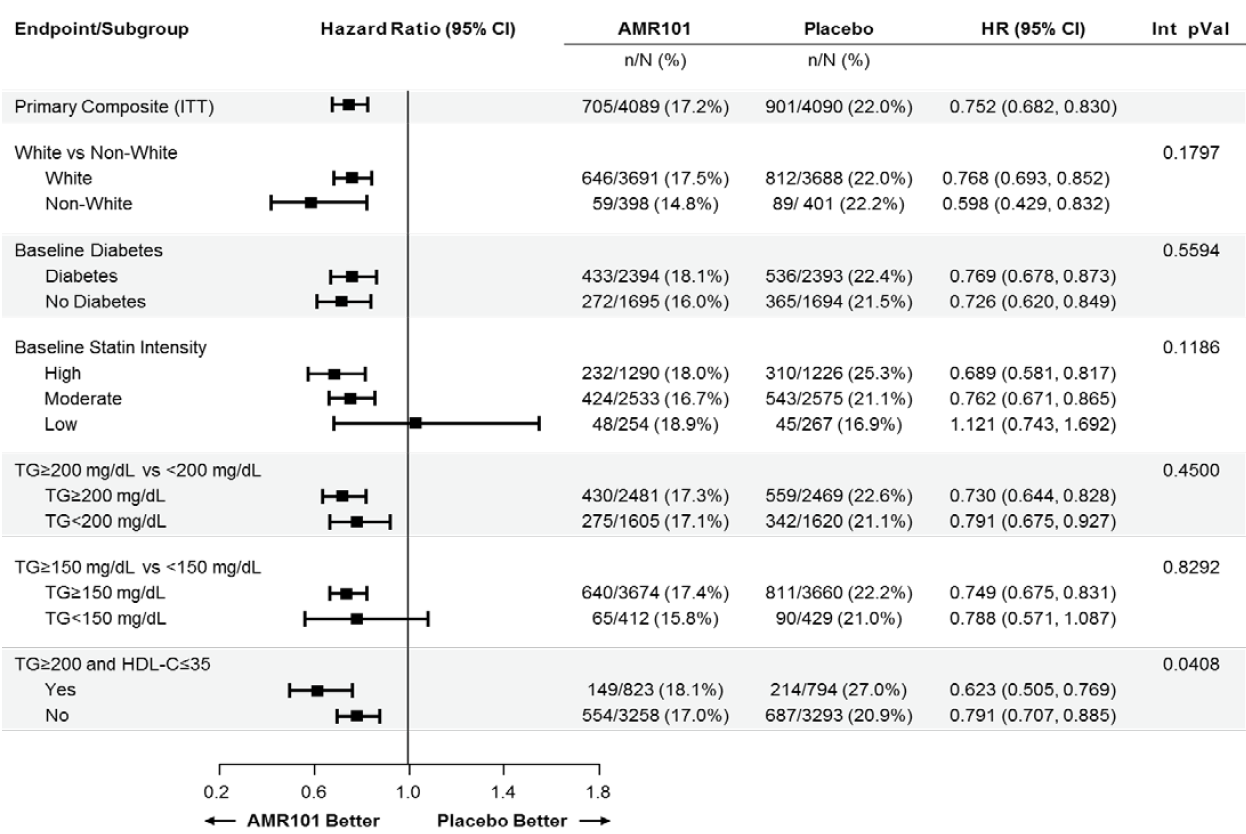 Endpoint/Subgroup Hazard Ratio (95% CI) AMR101 Placebo HR (95% CI) Int pVal
n/N (%) n/N (%)
Primary Composite (ITT) 705/4089 (17.2%) 901/4090 (22.0%) 0.752 (0.682, 0.830)
White vs Non-White 0.1797
White 646/3691 (17.5%) 812/3688 (22.0%) 0.768 (0.693, 0.852)
Non-White 59/398 (14.8%) 89/ 401 (22.2%) 0.598 (0.429, 0.832)
Baseline Diabetes 0.5594
Diabetes 433/2394 (18.1%) 536/2393 (22.4%) 0.769 (0.678, 0.873)
No Diabetes 272/1695 (16.0%) 365/1694 (21.5%) 0.726 (0.620, 0.849)
Baseline Statin Intensity 0.1186
High 232/1290 (18.0%) 310/1226 (25.3%) 0.689 (0.581, 0.817)
Moderate 424/2533 (16.7%) 543/2575 (21.1%) 0.762 (0.671, 0.865)
Low 48/254 (18.9%) 45/267 (16.9%) 1.121 (0.743, 1.692)
TG≥200 mg/dL vs <200 mg/dL 0.4500
TG≥200 mg/dL 430/2481 (17.3%) 559/2469 (22.6%) 0.730 (0.644, 0.828)
TG<200 mg/dL 275/1605 (17.1%) 342/1620 (21.1%) 0.791 (0.675, 0.927)
TG≥150 mg/dL vs <150 mg/dL 0.8292
TG≥150 mg/dL 640/3674 (17.4%) 811/3660 (22.2%) 0.749 (0.675, 0.831)
TG<150 mg/dL 65/412 (15.8%) 90/429 (21.0%) 0.788 (0.571, 1.087)
TG≥200 and HDL-C≤35 0.0408
Yes 149/823 (18.1%) 214/794 (27.0%) 0.623 (0.505, 0.769)
No 554/3258 (17.0%) 687/3293 (20.9%) 0.791 (0.707, 0.885)
0.2 0.6 1.0 1.4 1.8
← AMR101 Better Placebo Better →